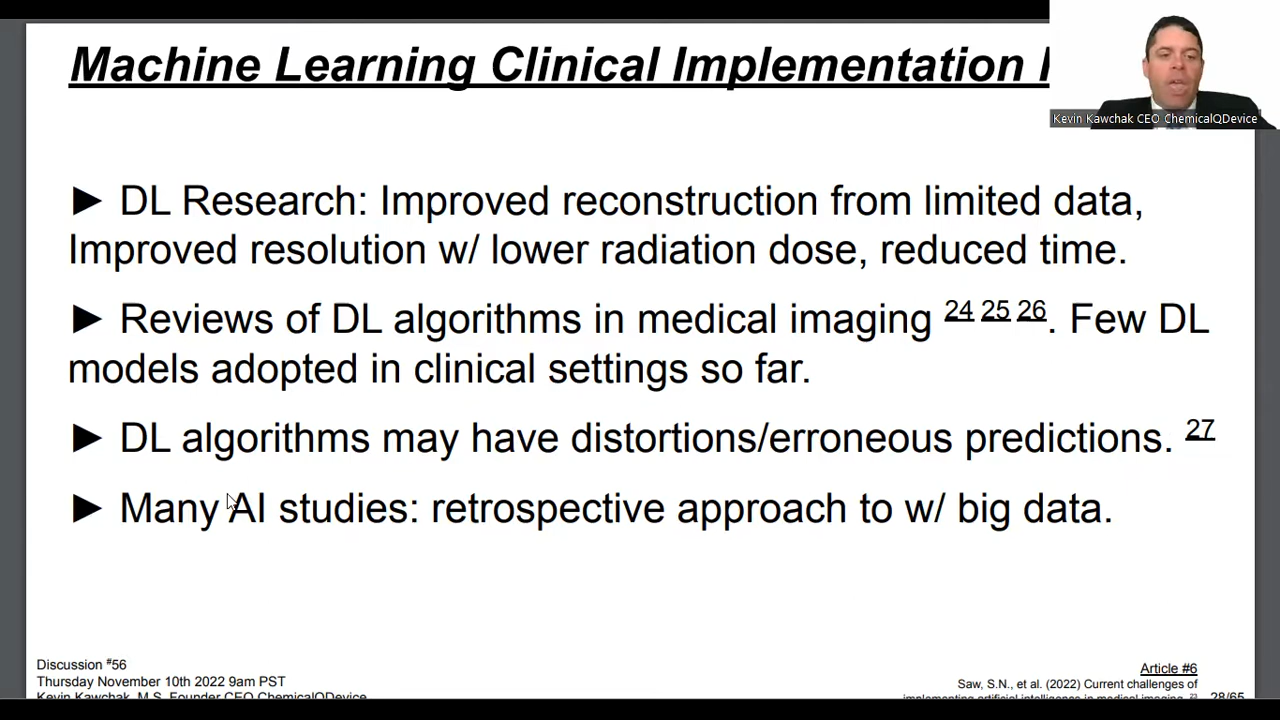 Machine Learning Clinical Implementation
Kevin Kawchak CEO ChemicalQDevice
► DL Research: Improved reconstruction from limited data,
Improved resolution w/ lower radiation dose, reduced time.
► Reviews of DL algorithms in medical imaging 24 25 26. Few DL
models adopted in clinical settings so far.
► DL algorithms may have distortions/erroneous predictions. 27
► Many AI studies: retrospective approach to w/ big data.
Discussion #56
Thursday November 10th 2022 9am PST
Kevin Kawchak, M.S. Founder CEO ChemicalQDevice
Article #6
Saw, S.N., et al. (2022) Current challenges of
implementing artificial intelligence in medical imaging.
28/65